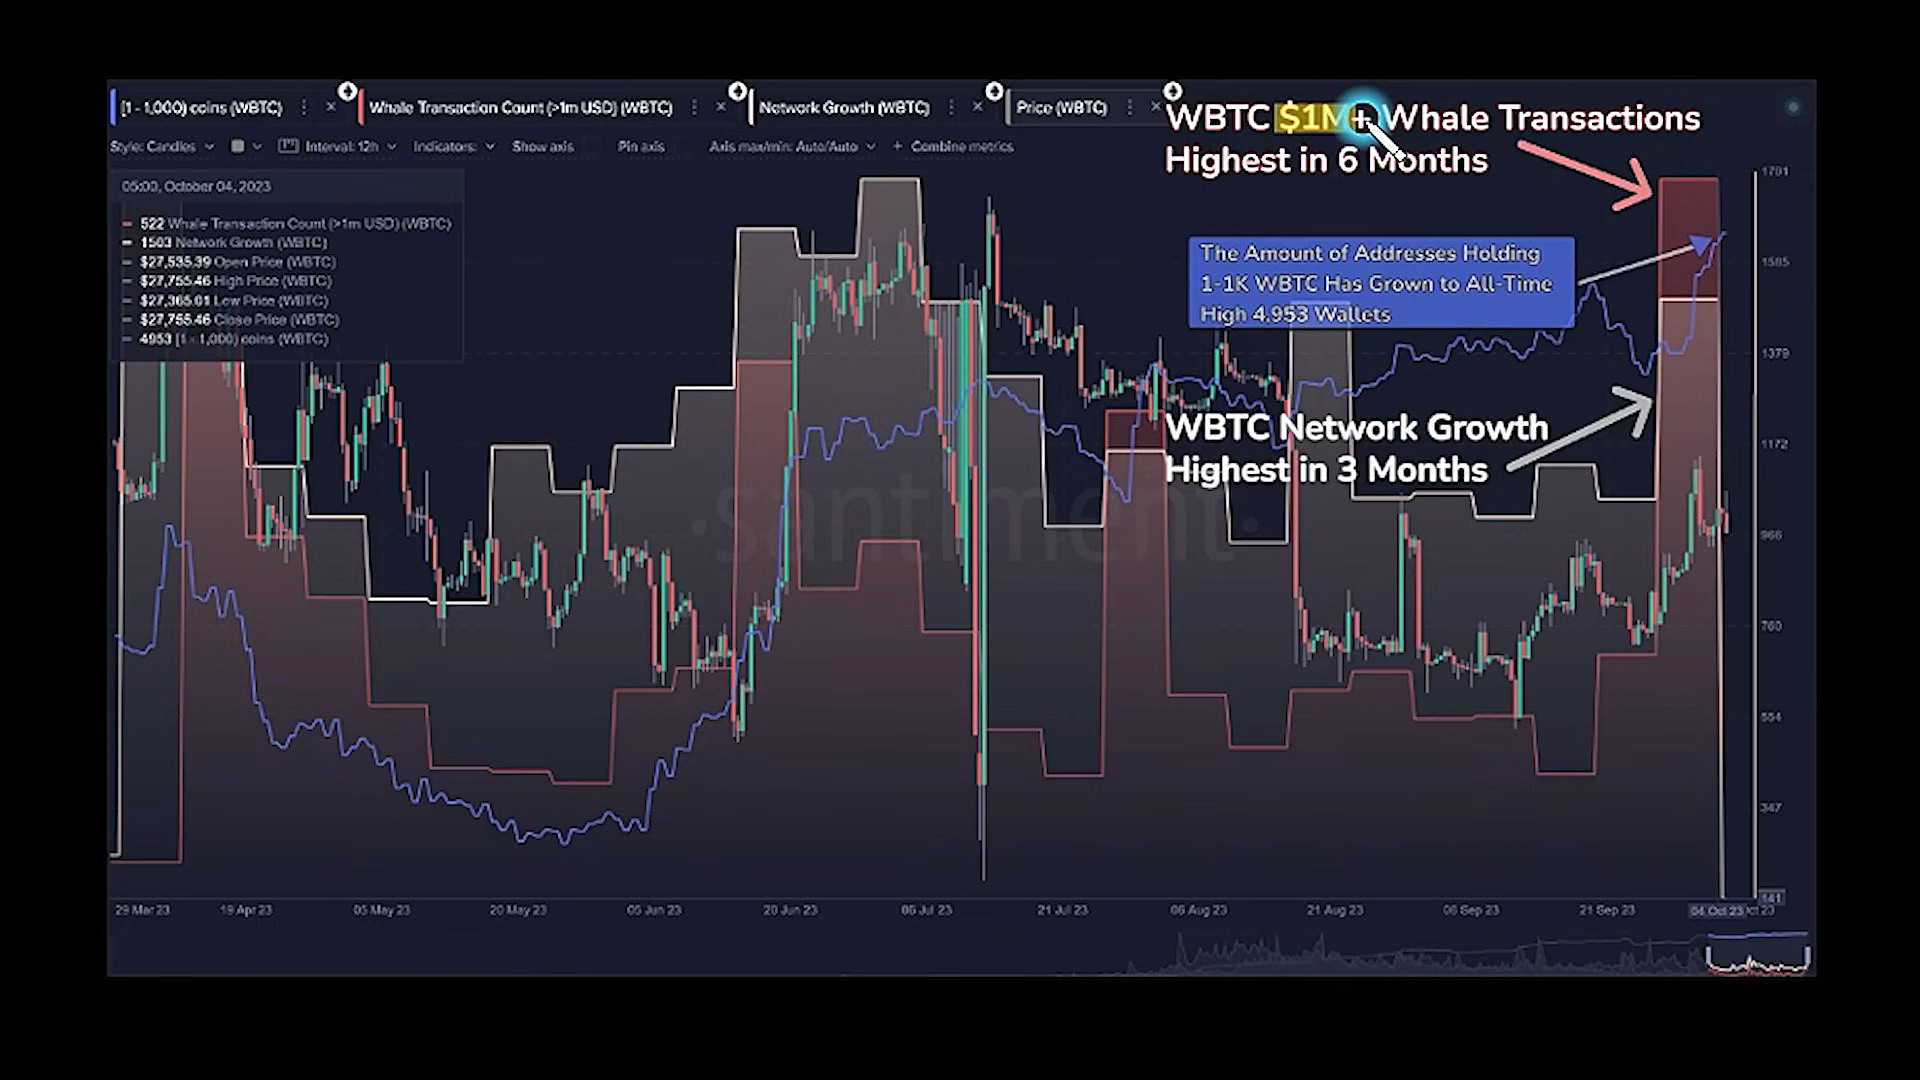 [1 - 1,000) coins (WBTC)
Whale Transaction Count (>1m USD) (WBTC)
Network Growth (WBTC)
Price (WBTC)
WBTC $1M+ Whale Transactions
Highest in 6 Months
Style: Candles
Interval: 12h
Indicators:
Show axis
Pin axis
Axis max/min: Auto/Auto
+ Combine metrics
05:00, October 04, 2023
522 Whale Transaction Count (>1m USD) (WBTC)
1503 Network Growth (WBTC)
$27,535.39 Open Price (WBTC)
$27,755.46 High Price (WBTC)
$27,365.01 Low Price (WBTC)
$27,755.46 Close Price (WBTC)
4953 [1 - 1,000) coins (WBTC)
The Amount of Addresses Holding
1-1K WBTC Has Grown to All-Time
High 4,953 Wallets
WBTC Network Growth
Highest in 3 Months
·santiment·
1791
1585
1379
1172
966
760
554
347
141
29 Mar 23
19 Apr 23
05 May 23
20 May 23
05 Jun 23
20 Jun 23
06 Jul 23
21 Jul 23
06 Aug 23
21 Aug 23
06 Sep 23
21 Sep 23
04 Oct 23